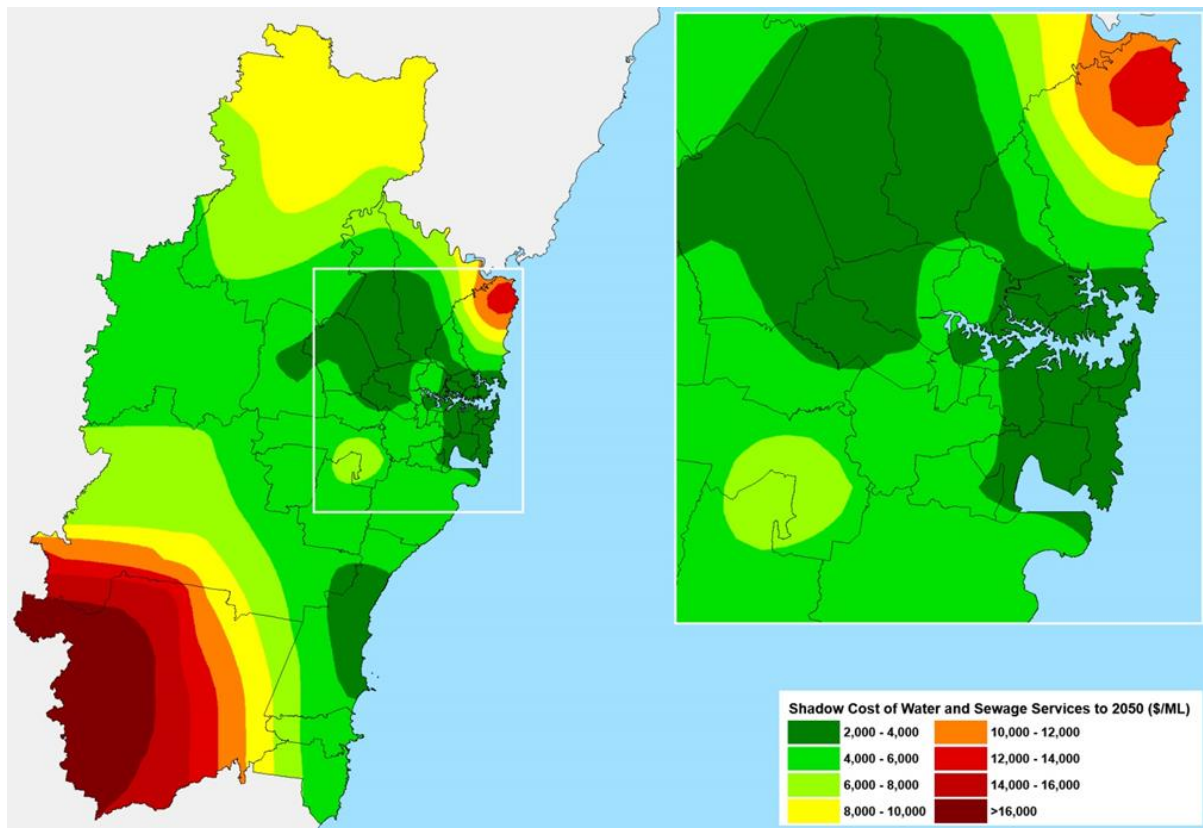 Shadow Cost of Water and Sewage Services to 2050 ($/ML)
2,000 - 4,000
10,000 - 12,000
4,000 - 6,000
12,000 - 14,000
6,000 - 8,000
14,000 - 16,000
8,000 - 10,000
>16,000